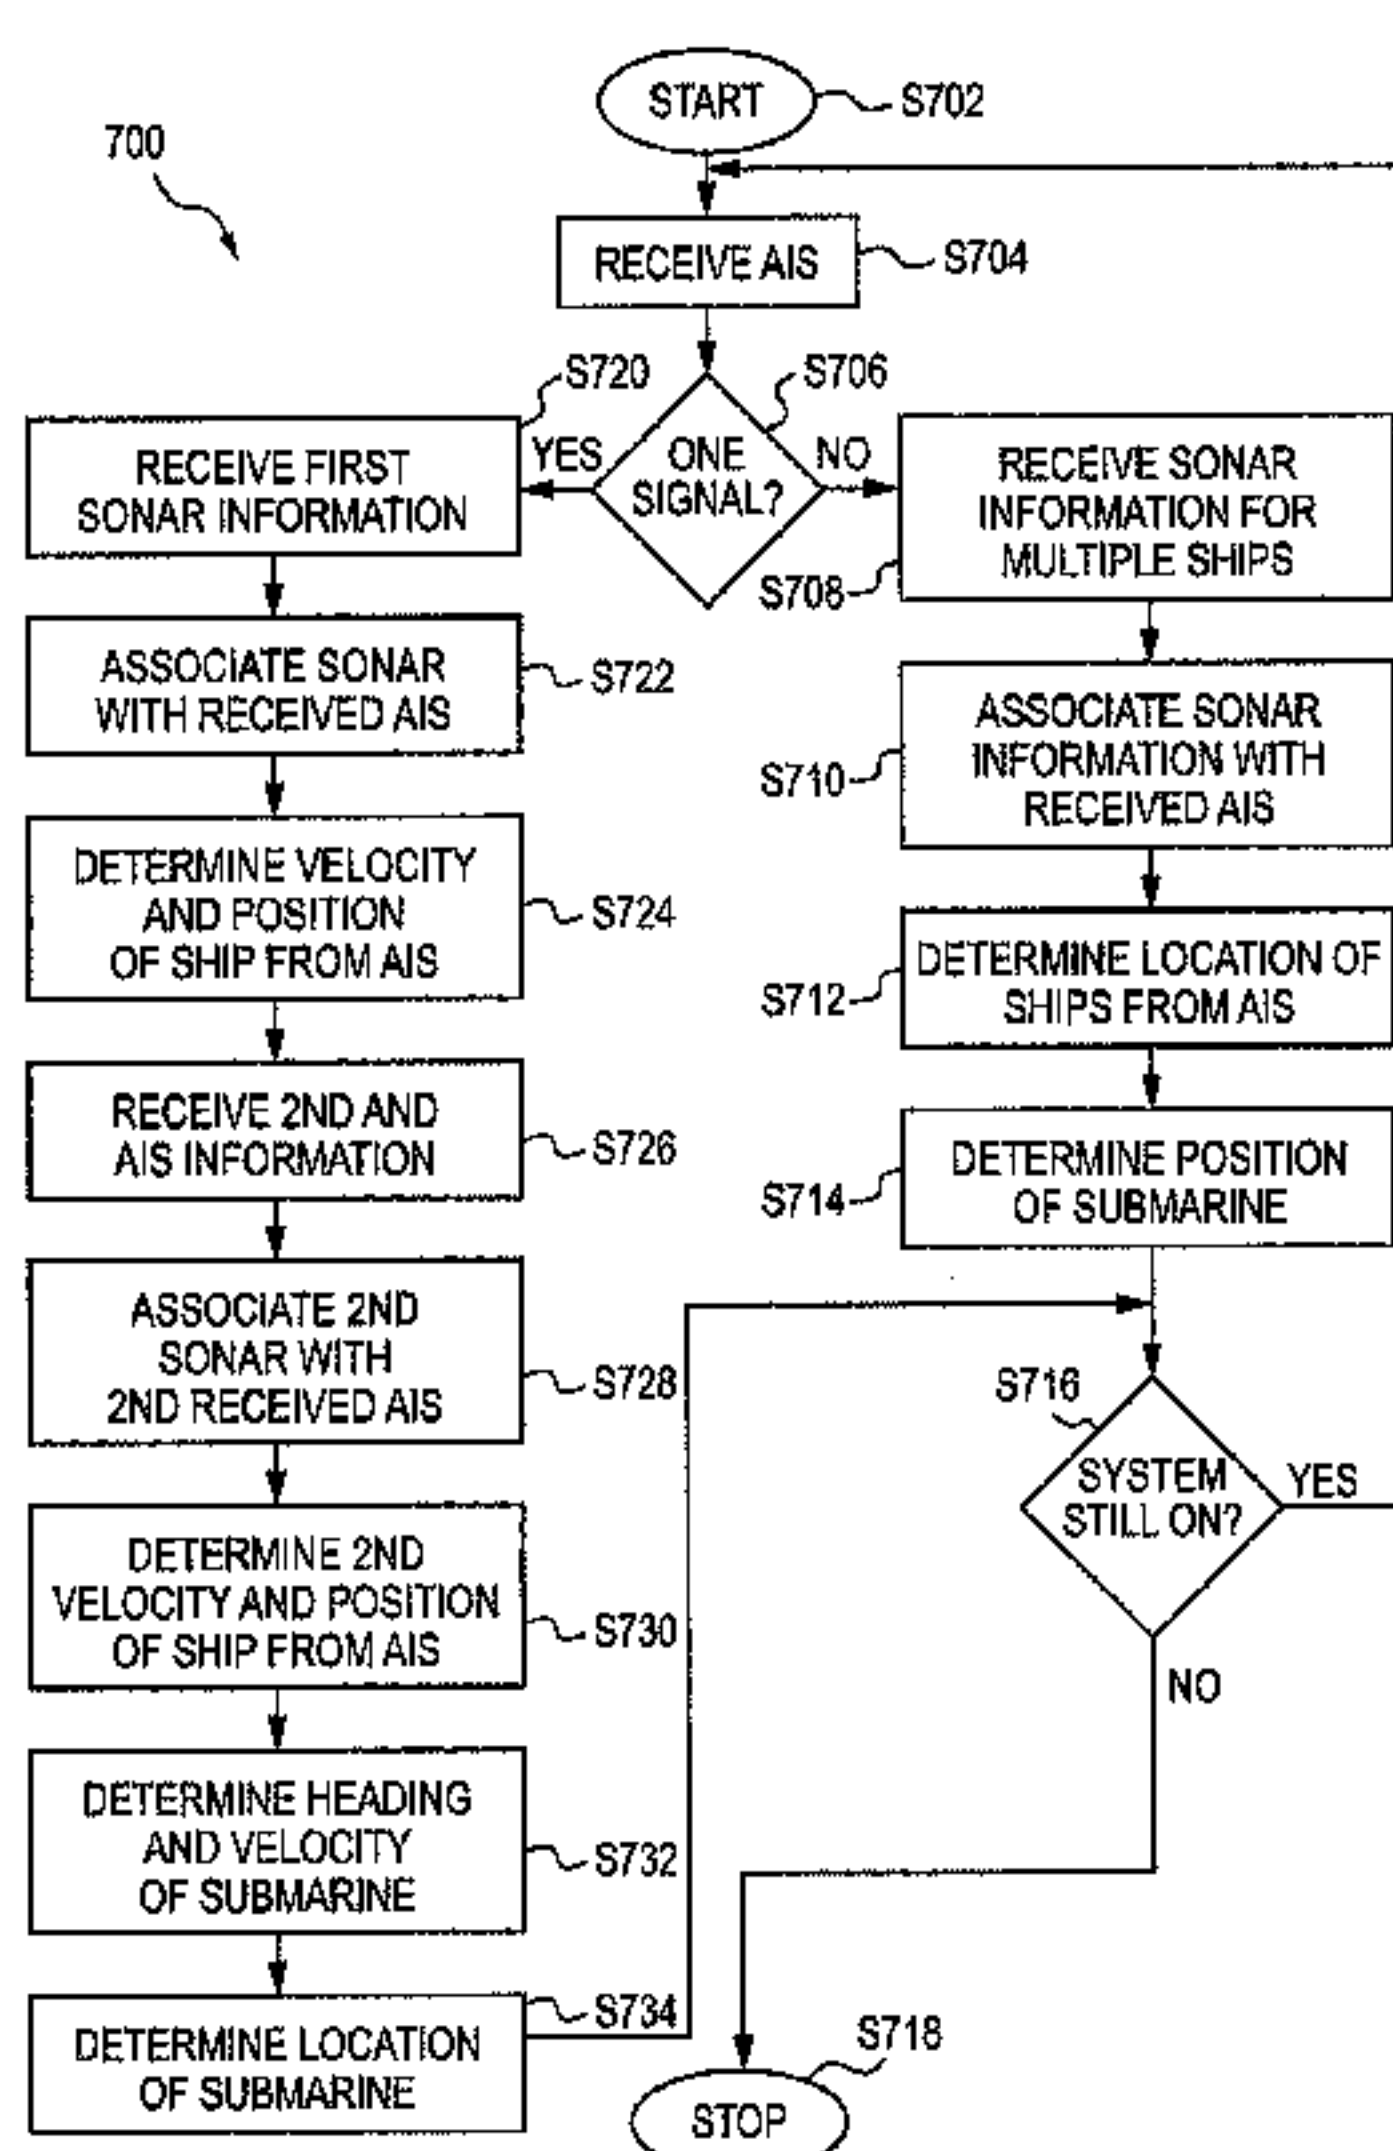 START
S702
700
RECEIVE AIS
S704
S720
S706
RECEIVE FIRST
SONAR INFORMATION
YES
ONE
SIGNAL?
NO
RECEIVE SONAR
INFORMATION FOR
MULTIPLE SHIPS
S708
ASSOCIATE SONAR
WITH RECEIVED AIS
S722
ASSOCIATE SONAR
INFORMATION WITH
RECEIVED AIS
S710
DETERMINE VELOCITY
AND POSITION
OF SHIP FROM AIS
S724
DETERMINE LOCATION OF
SHIPS FROM AIS
S712
RECEIVE 2ND AND
AIS INFORMATION
S726
DETERMINE POSITION
OF SUBMARINE
S714
ASSOCIATE 2ND
SONAR WITH
2ND RECEIVED AIS
S728
S716
SYSTEM
STILL ON?
YES
NO
DETERMINE 2ND
VELOCITY AND POSITION
OF SHIP FROM AIS
S730
DETERMINE HEADING
AND VELOCITY
OF SUBMARINE
S732
DETERMINE LOCATION
OF SUBMARINE
S734
S718
STOP